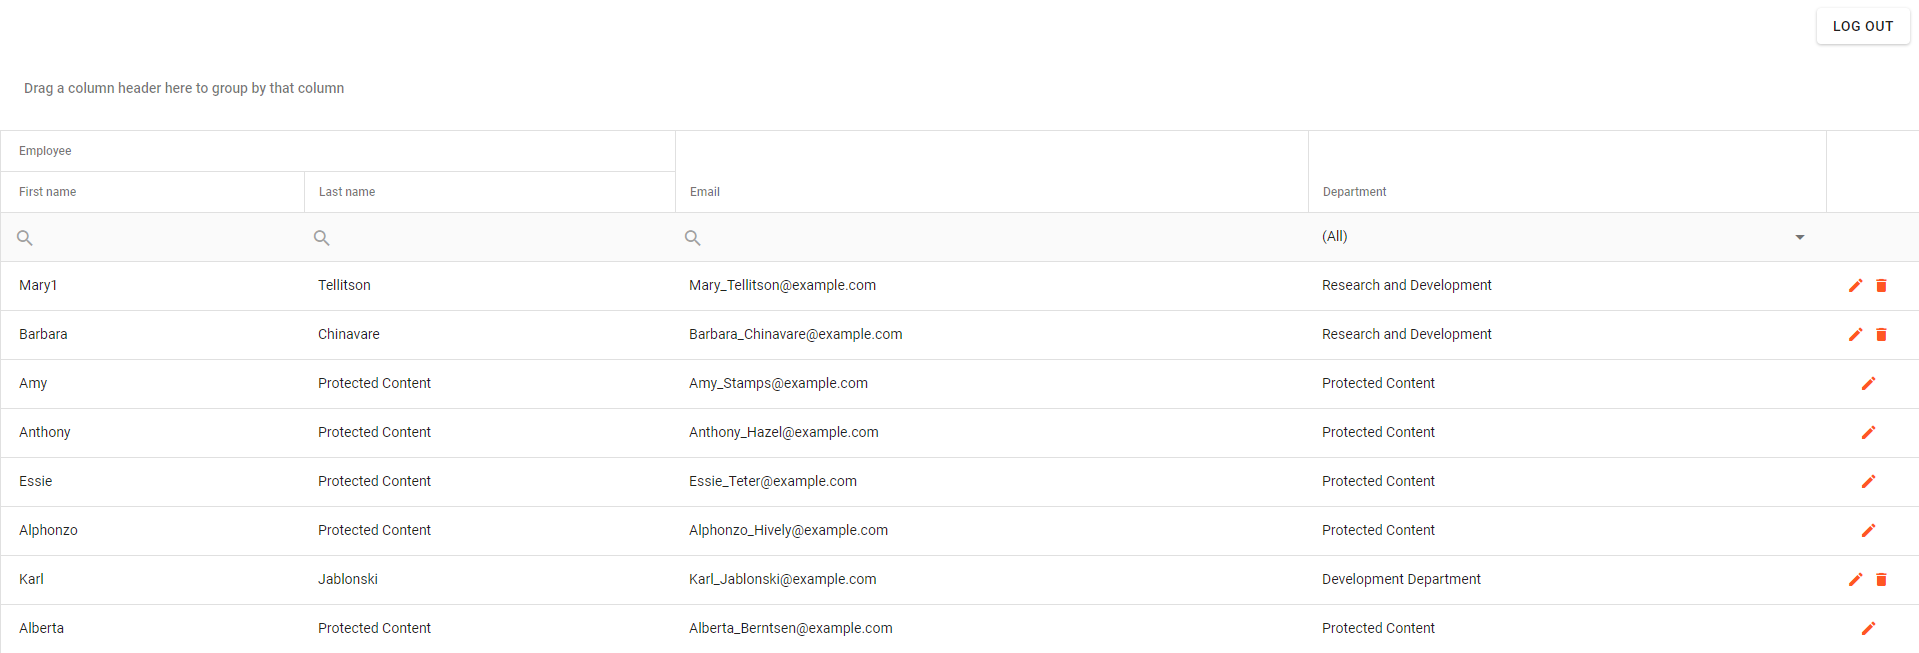 LOG OUT
Drag a column header here to group by that column
Employee
First name Last name Email Department
(All)
Mary1 Tellitson Mary_Tellitson@example.com Research and Development
Barbara Chinavare Barbara_Chinavare@example.com Research and Development
Amy Protected Content Amy_Stamps@example.com Protected Content
Anthony Protected Content Anthony_Hazel@example.com Protected Content
Essie Protected Content Essie_Teter@example.com Protected Content
Alphonzo Protected Content Alphonzo_Hively@example.com Protected Content
Karl Jablonski Karl_Jablonski@example.com Development Department
Alberta Protected Content Alberta_Berntsen@example.com Protected Content